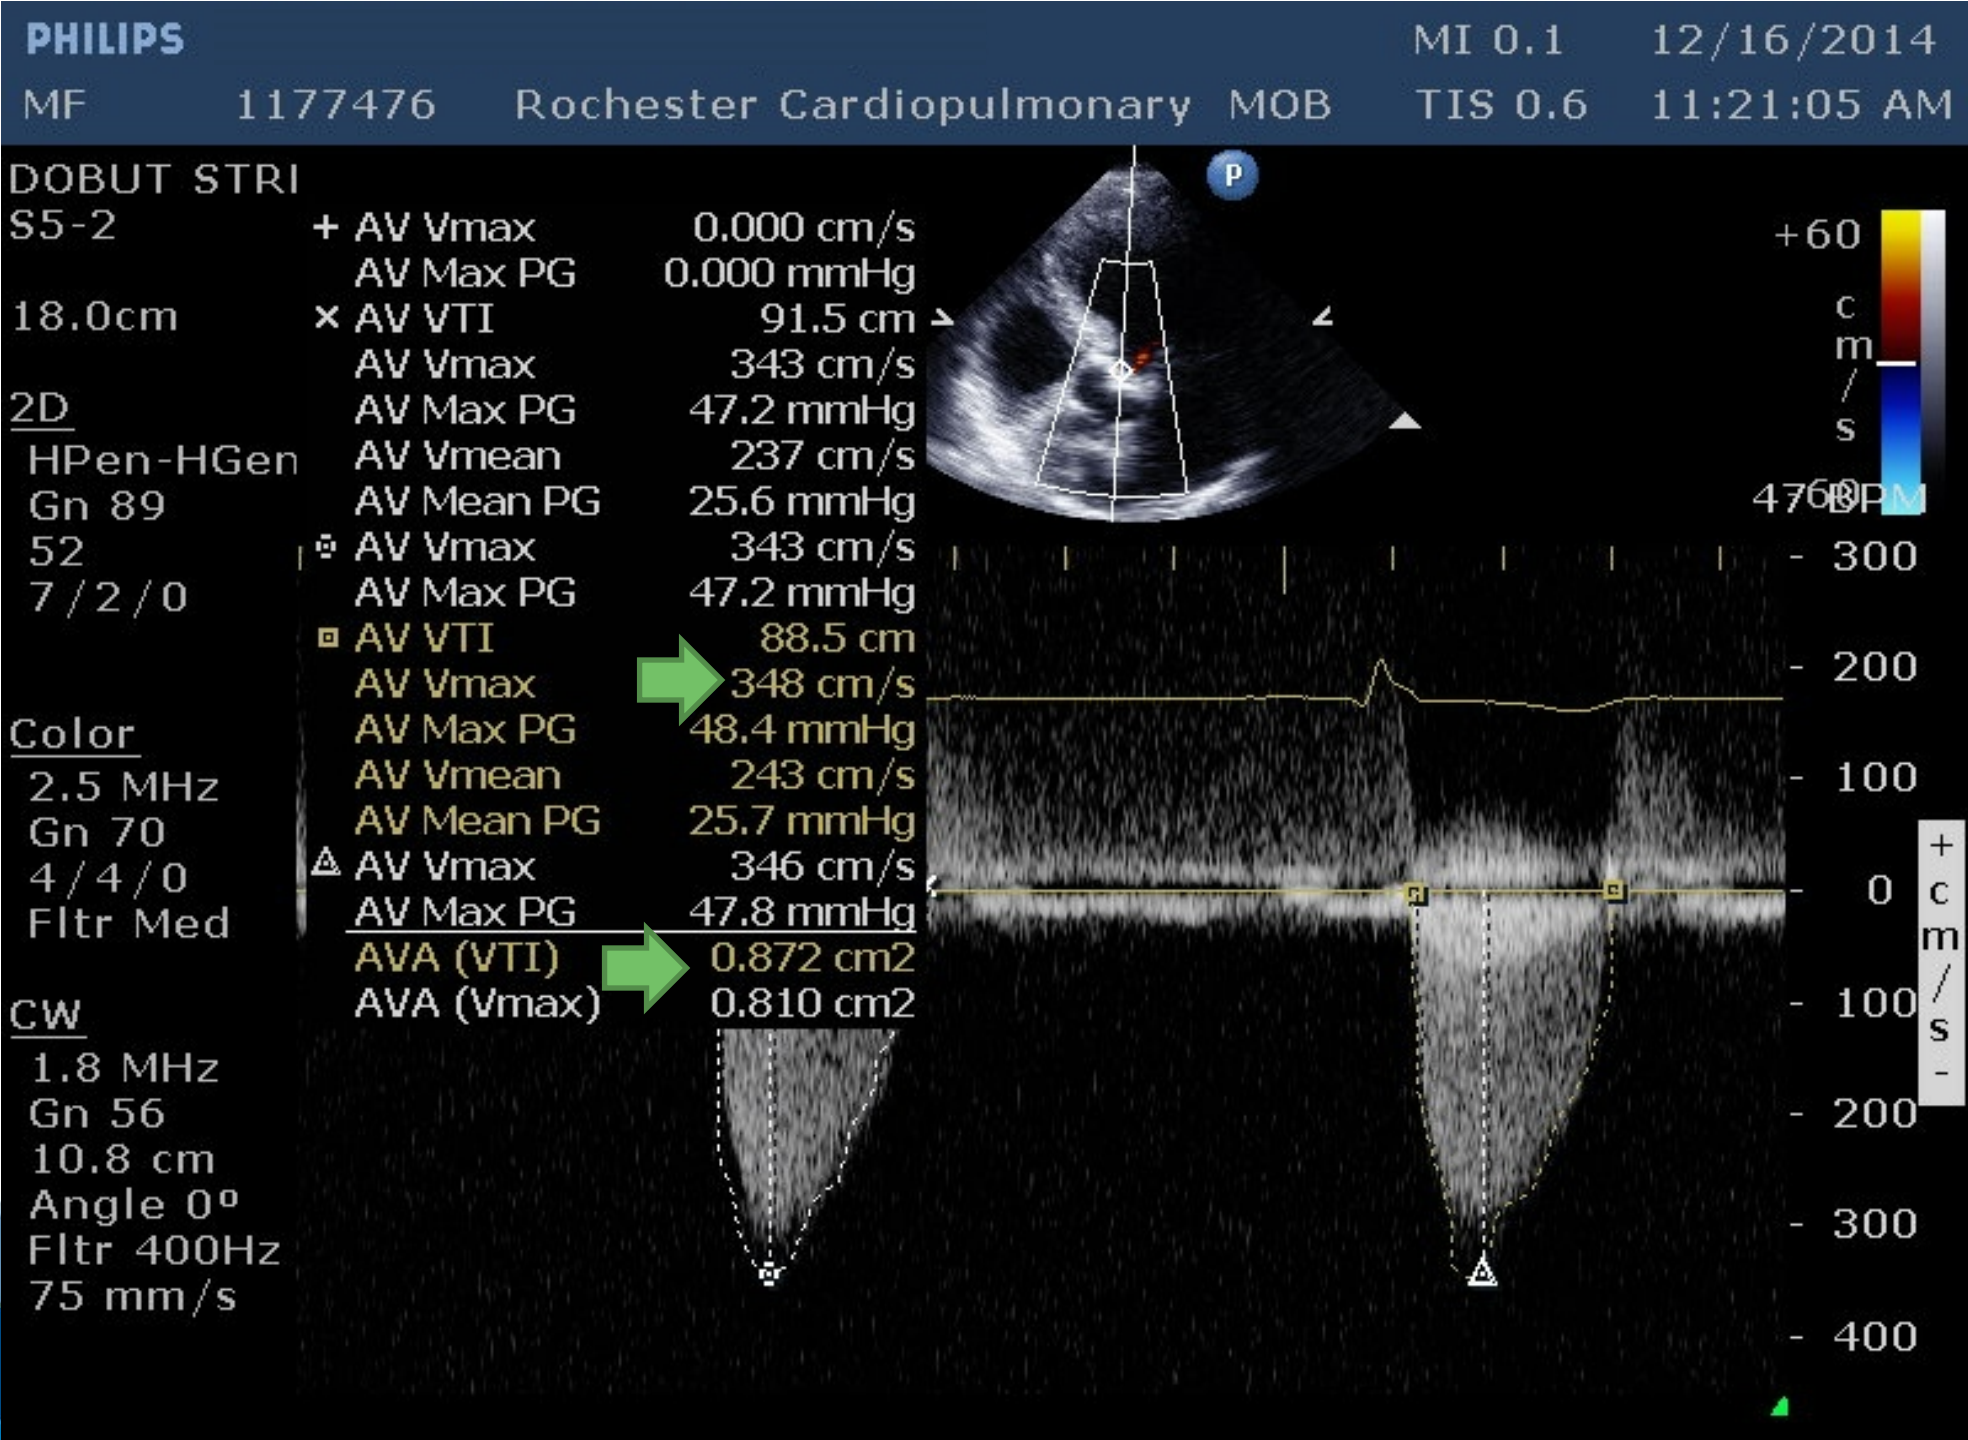 PHILIPS
MI 0.1 12/16/2014
MF 1177476 Rochester Cardiopulmonary MOB TIS 0.6 11:21:05 AM
DOBUT STRI
S5-2
18.0cm
2D
HPen-HGen
Gn 89
52
7/2/0
Color
2.5 MHz
Gn 70
4/4/0
Fltr Med
CW
1.8 MHz
Gn 56
10.8 cm
Angle 0º
Fltr 400Hz
75 mm/s
+ AV Vmax 0.000 cm/s
AV Max PG 0.000 mmHg
× AV VTI 91.5 cm
AV Vmax 343 cm/s
AV Max PG 47.2 mmHg
AV Vmean 237 cm/s
AV Mean PG 25.6 mmHg
AV Vmax 343 cm/s
AV Max PG 47.2 mmHg
AV VTI 88.5 cm
AV Vmax 348 cm/s
AV Max PG 48.4 mmHg
AV Vmean 243 cm/s
AV Mean PG 25.7 mmHg
AV Vmax 346 cm/s
AV Max PG 47.8 mmHg
AVA (VTI) 0.872 cm2
AVA (Vmax) 0.810 cm2
P
+60
cm/s
-60
47 BPM
300
200
100
0
100
200
300
400
+
cm/s
-